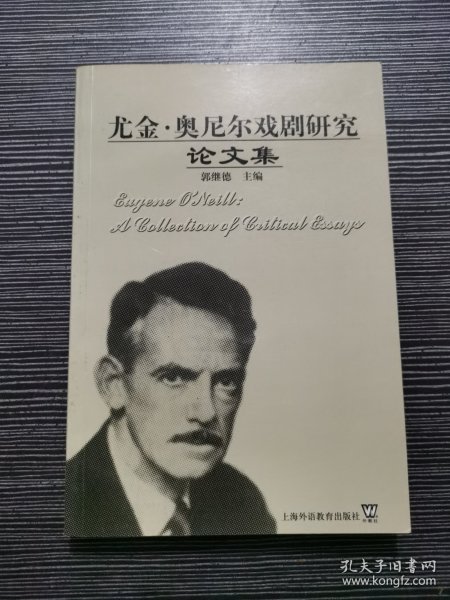 尤金·奥尼尔戏剧研究
论文集
郭继德 主编
Eugene O'Neill:
A Collection of Critical Essays
上海外语教育出版社
W
外教社
孔夫子旧书网
www.kongfz.com